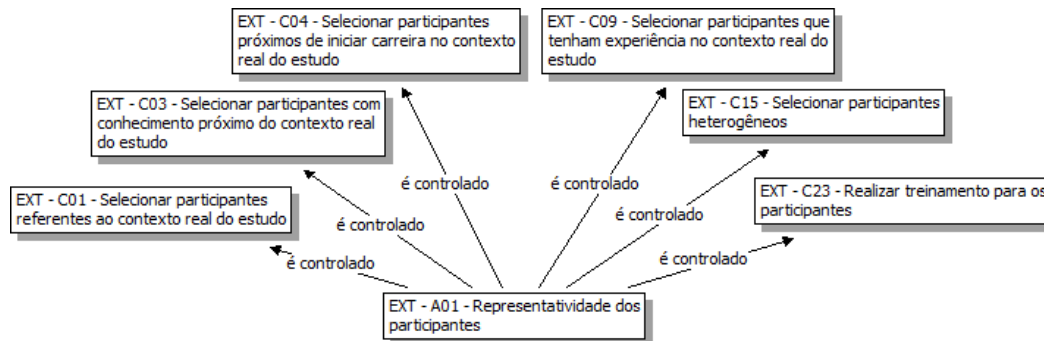 EXT - C04 - Selecionar participantes
próximos de iniciar carreira no contexto
real do estudo
EXT - C09 - Selecionar participantes que
tenham experiência no contexto real do
estudo
EXT - C03 - Selecionar participantes com
conhecimento próximo do contexto real
do estudo
EXT - C15 - Selecionar participantes
heterogêneos
EXT - C01 - Selecionar participantes
referentes ao contexto real do estudo
EXT - C23 - Realizar treinamento para os
participantes
é controlado
é controlado
é controlado
é controlado
é controlado
é controlado
EXT - A01 - Representatividade dos
participantes